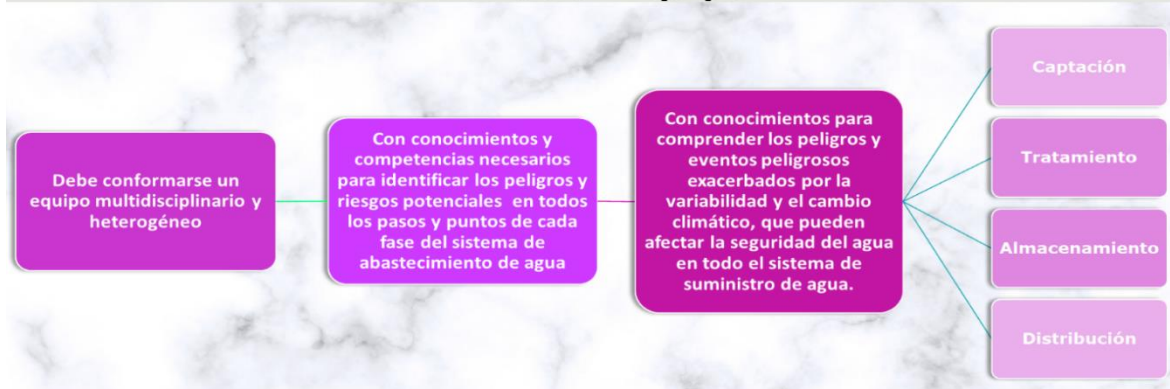 Debe conformarse un
equipo multidisciplinario y
heterogéneo
Con conocimientos y
competencias necesarios
para identificar los peligros y
riesgos potenciales en todos
los pasos y puntos de cada
fase del sistema de
abastecimiento de agua
Con conocimientos para
comprender los peligros y
eventos peligrosos
exacerbados por la
variabilidad y el cambio
climático, que pueden
afectar la seguridad del agua
en todo el sistema de
suministro de agua.
Captación
Tratamiento
Almacenamiento
Distribución